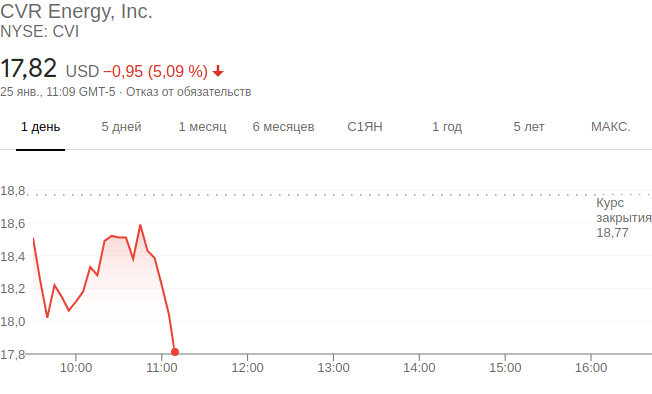 CVR Energy, Inc.
NYSE: CVI
17,82 USD −0,95 (5,09 %)
25 янв., 11:09 GMT-5 · Отказ от обязательств
1 день 5 дней 1 месяц 6 месяцев С1ЯН 1 год 5 лет МАКС.
18,8
Курс
закрытия
18,77
18,6
18,4
18,2
18,0
17,8
10:00 11:00 12:00 13:00 14:00 15:00 16:00